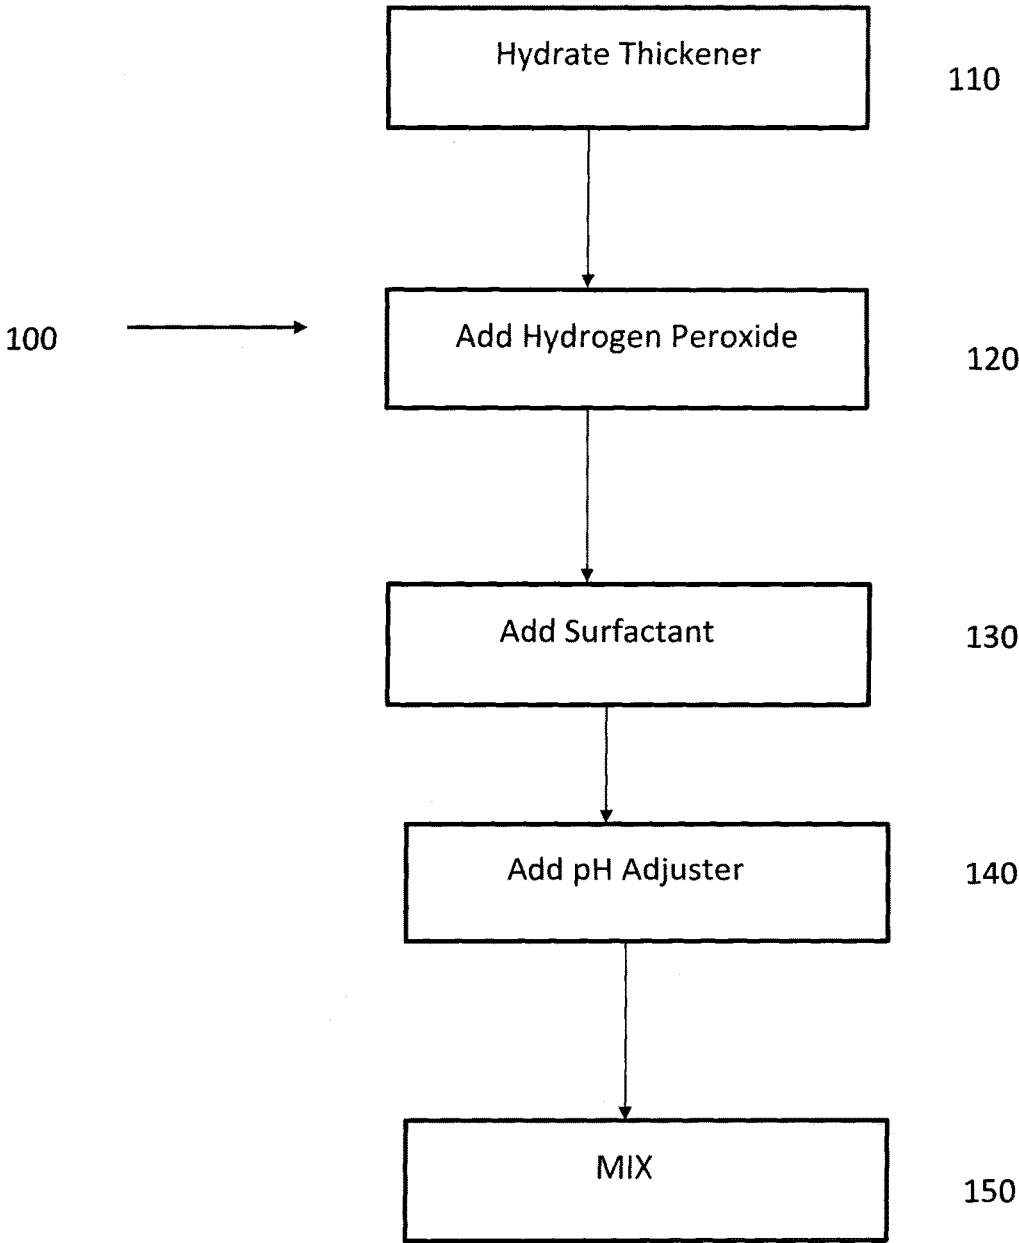 Hydrate Thickener
110
100
Add Hydrogen Peroxide
120
Add Surfactant
130
Add pH Adjuster
140
MIX
150